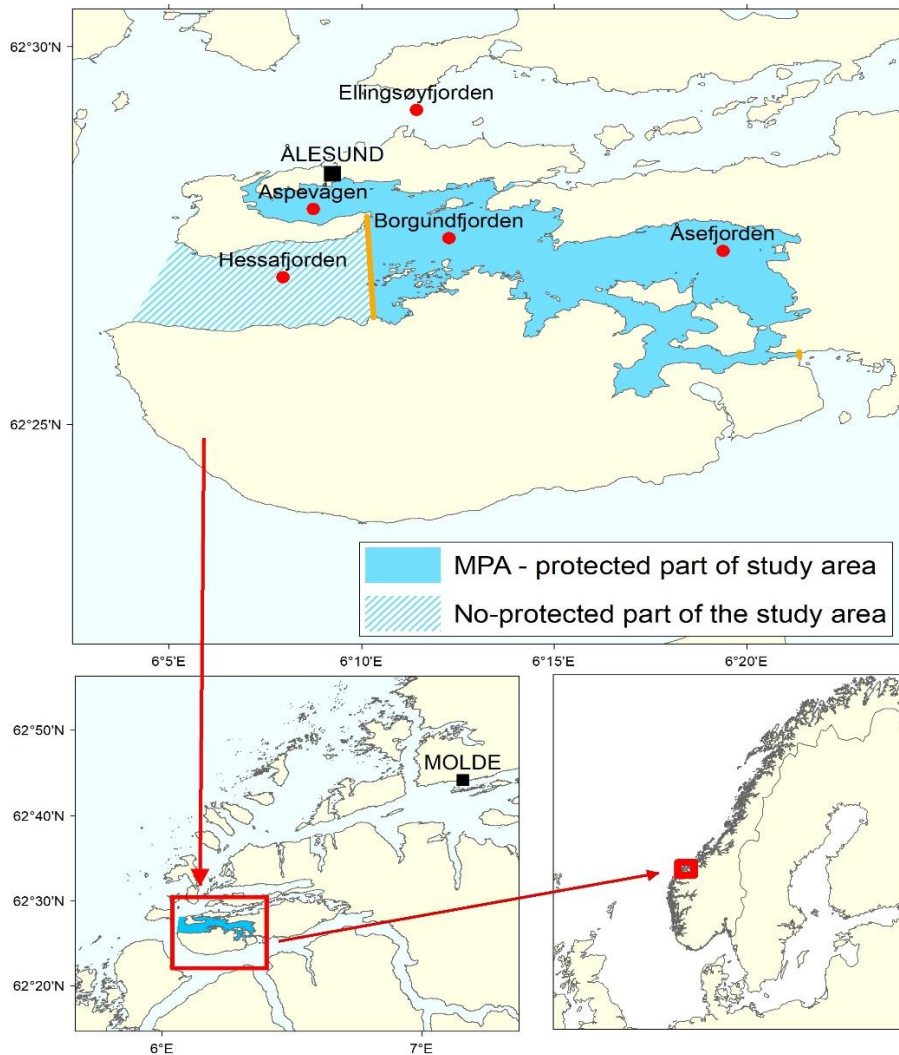 62°30'N
Ellingsøyfjorden
ÅLESUND
Aspevågen
Borgundfjorden
Åsefjorden
Hessafjorden
62°25'N
MPA - protected part of study area
No-protected part of the study area
6°5'E 6°10'E 6°15'E 6°20'E
62°50'N
MOLDE
62°40'N
62°30'N
62°20'N
6°E 7°E